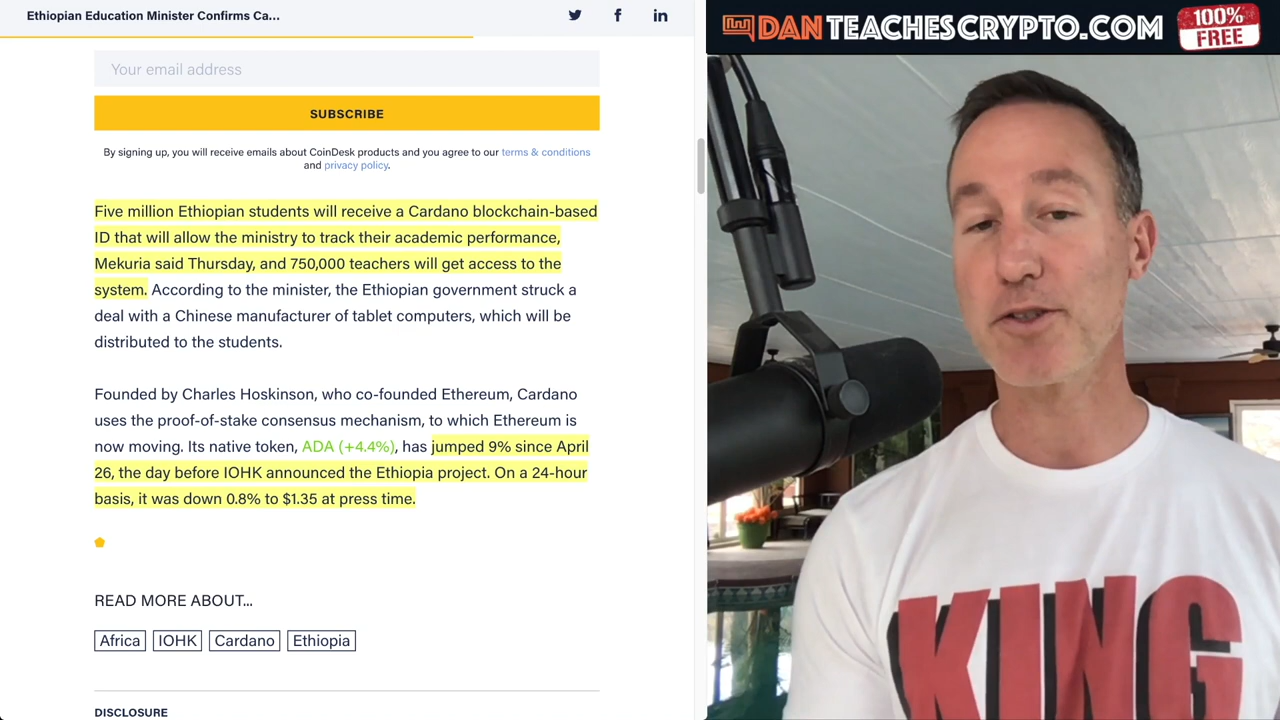 Ethiopian Education Minister Confirms Ca...
Your email address
SUBSCRIBE
By signing up, you will receive emails about CoinDesk products and you agree to our terms & conditions
and privacy policy.
Five million Ethiopian students will receive a Cardano blockchain-based
ID that will allow the ministry to track their academic performance,
Mekuria said Thursday, and 750,000 teachers will get access to the
system. According to the minister, the Ethiopian government struck a
deal with a Chinese manufacturer of tablet computers, which will be
distributed to the students.
Founded by Charles Hoskinson, who co-founded Ethereum, Cardano
uses the proof-of-stake consensus mechanism, to which Ethereum is
now moving. Its native token, ADA (+4.4%), has jumped 9% since April
26, the day before IOHK announced the Ethiopia project. On a 24-hour
basis, it was down 0.8% to $1.35 at press time.
READ MORE ABOUT...
Africa IOHK Cardano Ethiopia
DISCLOSURE
DANTEACHESCRYPTO.COM
100%
FREE
KING